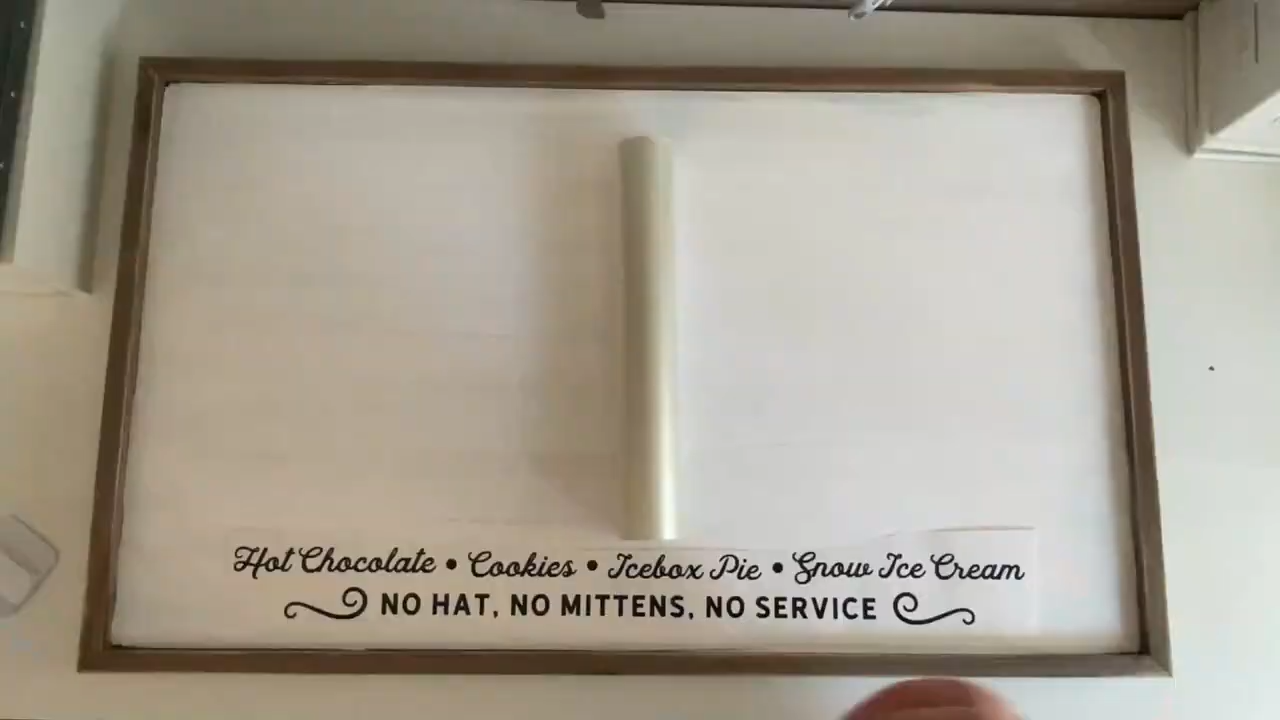 Hot Chocolate • Cookies • Icebox Pie • Snow Ice Cream
NO HAT, NO MITTENS, NO SERVICE